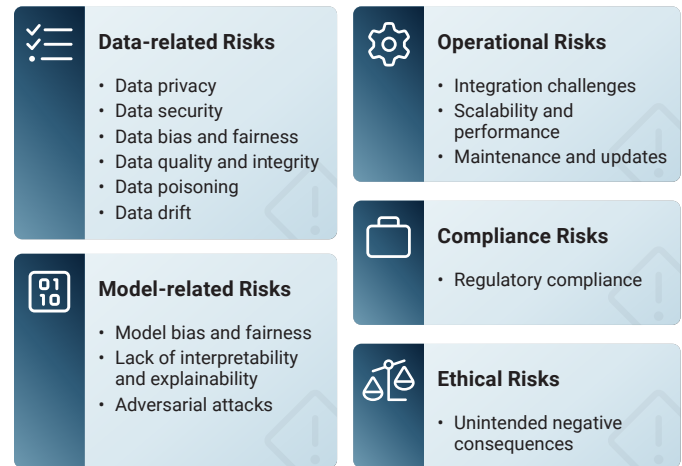 Data-related Risks
• Data privacy
• Data security
• Data bias and fairness
• Data quality and integrity
• Data poisoning
• Data drift
Model-related Risks
01
10
• Model bias and fairness
• Lack of interpretability
and explainability
• Adversarial attacks
Operational Risks
• Integration challenges
• Scalability and
performance
• Maintenance and updates
Compliance Risks
• Regulatory compliance
Ethical Risks
• Unintended negative
consequences